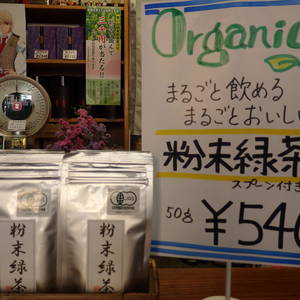 Organic
まるごと飲める
まるごとおいしい
粉末緑茶
スプーン付き
50g ¥540
粉末緑茶
粉末緑茶